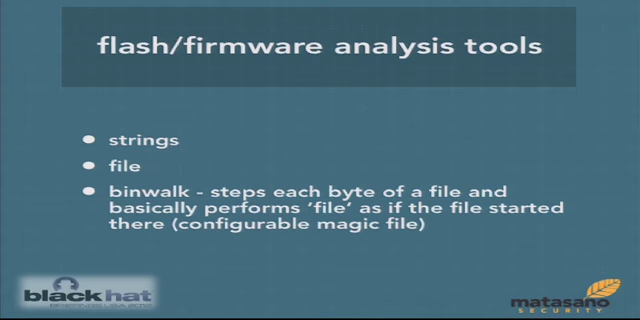 flash/firmware analysis tools
strings
file
binwalk - steps each byte of a file and
basically performs ‘file’ as if the file started
there (configurable magic file)
black hat
matasano
SECURITY